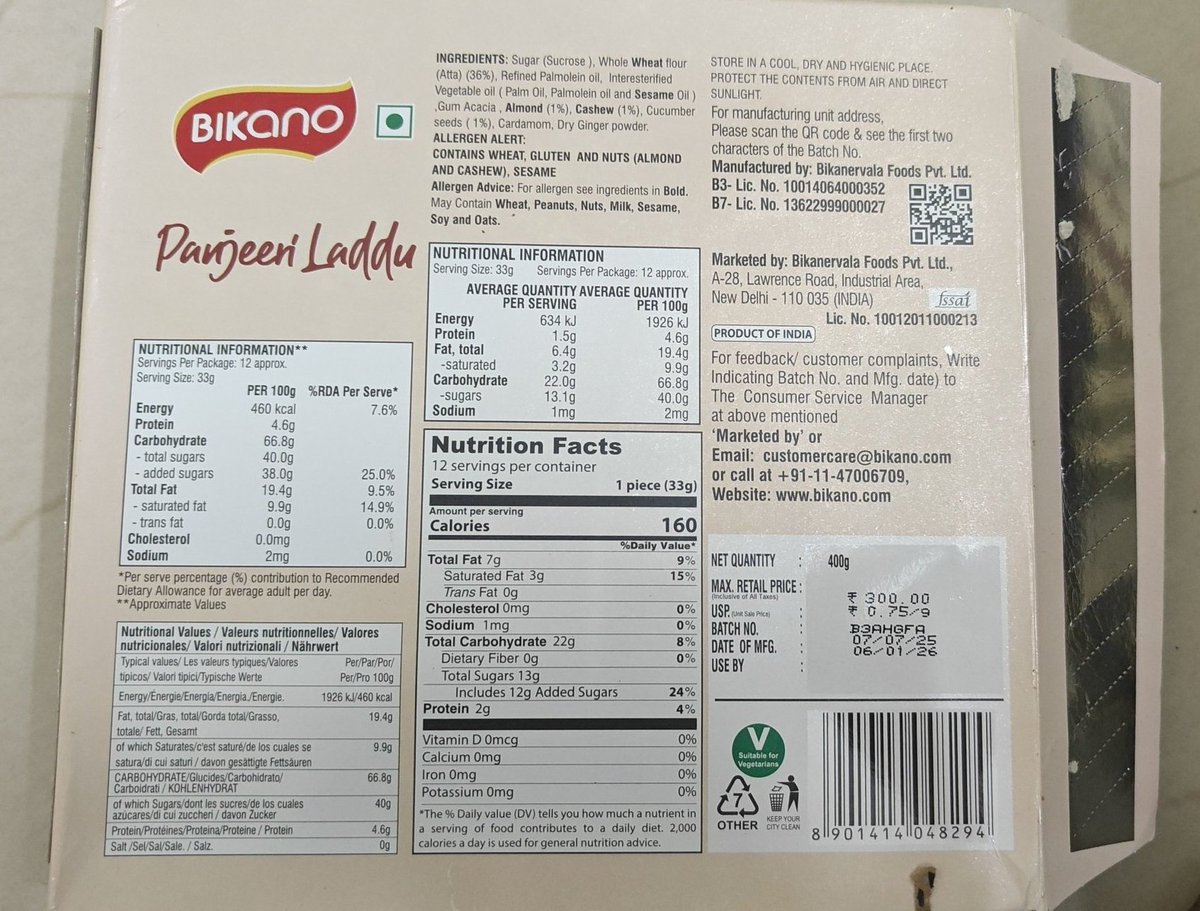 BIKANO
Panjeeri Laddu
NUTRITIONAL INFORMATION**
Servings Per Package: 12 approx.
Serving Size: 33g
PER 100g %RDA Per Serve*
Energy 460 kcal 7.6%
Protein 4.6g
Carbohydrate 66.8g
- total sugars 40.0g
- added sugars 38.0g 25.0%
Total Fat 19.4g 9.5%
- saturated fat 9.9g 14.9%
- trans fat 0.0g 0.0%
Cholesterol 0.0mg
Sodium 2mg 0.0%
*Per serve percentage (%) contribution to Recommended
Dietary Allowance for average adult per day.
**Approximate Values
Nutritional Values / Valeurs nutritionnelles/ Valores
nutricionales/ Valori nutrizionali / Nährwert
Typical values/ Les valeurs typiques/Valores Per/Par/Por/
típicos/ Valori tipici/Typische Werte Per/Pro 100g
Energy/Énergie/Energía/Energia./Energie. 1926 kJ/460 kcal
Fat, total/Gras, total/Gorda total/Grasso, 19.4g
totale/ Fett, Gesamt
of which Saturates/c'est saturé/de los cuales se 9.9g
satura/di cui saturi / davon gesättigte Fettsäuren
CARBOHYDRATE/Glucides/Carbohidrato/ 66.8g
Carboidrati / KOHLENHYDRAT
of which Sugars/dont les sucres/de los cuales 40g
azúcares/di cui zuccheri / davon Zucker
Protein/Protéines/Proteína/Proteine / Protein 4.6g
Salt /Sel/Sal/Sale. / Salz. 0g
INGREDIENTS: Sugar (Sucrose ), Whole Wheat flour
(Atta) (36%), Refined Palmolein oil, Interesterified
Vegetable oil ( Palm Oil, Palmolein oil and Sesame Oil )
,Gum Acacia , Almond (1%), Cashew (1%), Cucumber
seeds ( 1%), Cardamom, Dry Ginger powder.
ALLERGEN ALERT:
CONTAINS WHEAT, GLUTEN AND NUTS (ALMOND
AND CASHEW), SESAME
Allergen Advice: For allergen see ingredients in Bold.
May Contain Wheat, Peanuts, Nuts, Milk, Sesame,
Soy and Oats.
NUTRITIONAL INFORMATION
Serving Size: 33g Servings Per Package: 12 approx.
AVERAGE QUANTITY AVERAGE QUANTITY
PER SERVING PER 100g
Energy 634 kJ 1926 kJ
Protein 1.5g 4.6g
Fat, total 6.4g 19.4g
-saturated 3.2g 9.9g
Carbohydrate 22.0g 66.8g
-sugars 13.1g 40.0g
Sodium 1mg 2mg
Nutrition Facts
12 servings per container
Serving Size 1 piece (33g)
Amount per serving
Calories 160
%Daily Value*
Total Fat 7g 9%
Saturated Fat 3g 15%
Trans Fat 0g
Cholesterol 0mg 0%
Sodium 1mg 0%
Total Carbohydrate 22g 8%
Dietary Fiber 0g 0%
Total Sugars 13g
Includes 12g Added Sugars 24%
Protein 2g 4%
Vitamin D 0mcg 0%
Calcium 0mg 0%
Iron 0mg 0%
Potassium 0mg 0%
*The % Daily value (DV) tells you how much a nutrient in
a serving of food contributes to a daily diet. 2,000
calories a day is used for general nutrition advice.
STORE IN A COOL, DRY AND HYGIENIC PLACE.
PROTECT THE CONTENTS FROM AIR AND DIRECT
SUNLIGHT.
For manufacturing unit address,
Please scan the QR code & see the first two
characters of the Batch No.
Manufactured by: Bikanervala Foods Pvt. Ltd.
B3- Lic. No. 10014064000352
B7- Lic. No. 13622999000027
Marketed by: Bikanervala Foods Pvt. Ltd.,
A-28, Lawrence Road, Industrial Area,
New Delhi - 110 035 (INDIA)
fssai
Lic. No. 10012011000213
PRODUCT OF INDIA
For feedback/ customer complaints, Write
Indicating Batch No. and Mfg. date) to
The Consumer Service Manager
at above mentioned
'Marketed by' or
Email: customercare@bikano.com
or call at +91-11-47006709,
Website: www.bikano.com
NET QUANTITY : 400g
MAX. RETAIL PRICE : ₹ 300.00
(Inclusive of All Taxes)
USP. (Unit Sale Price) : ₹ 0.75/g
BATCH NO. : B3AHGFA
DATE OF MFG. : 07/07/25
USE BY : 06/01/26
V
Suitable for
Vegetarians
7
OTHER
KEEP YOUR
CITY CLEAN
8 901414 048294